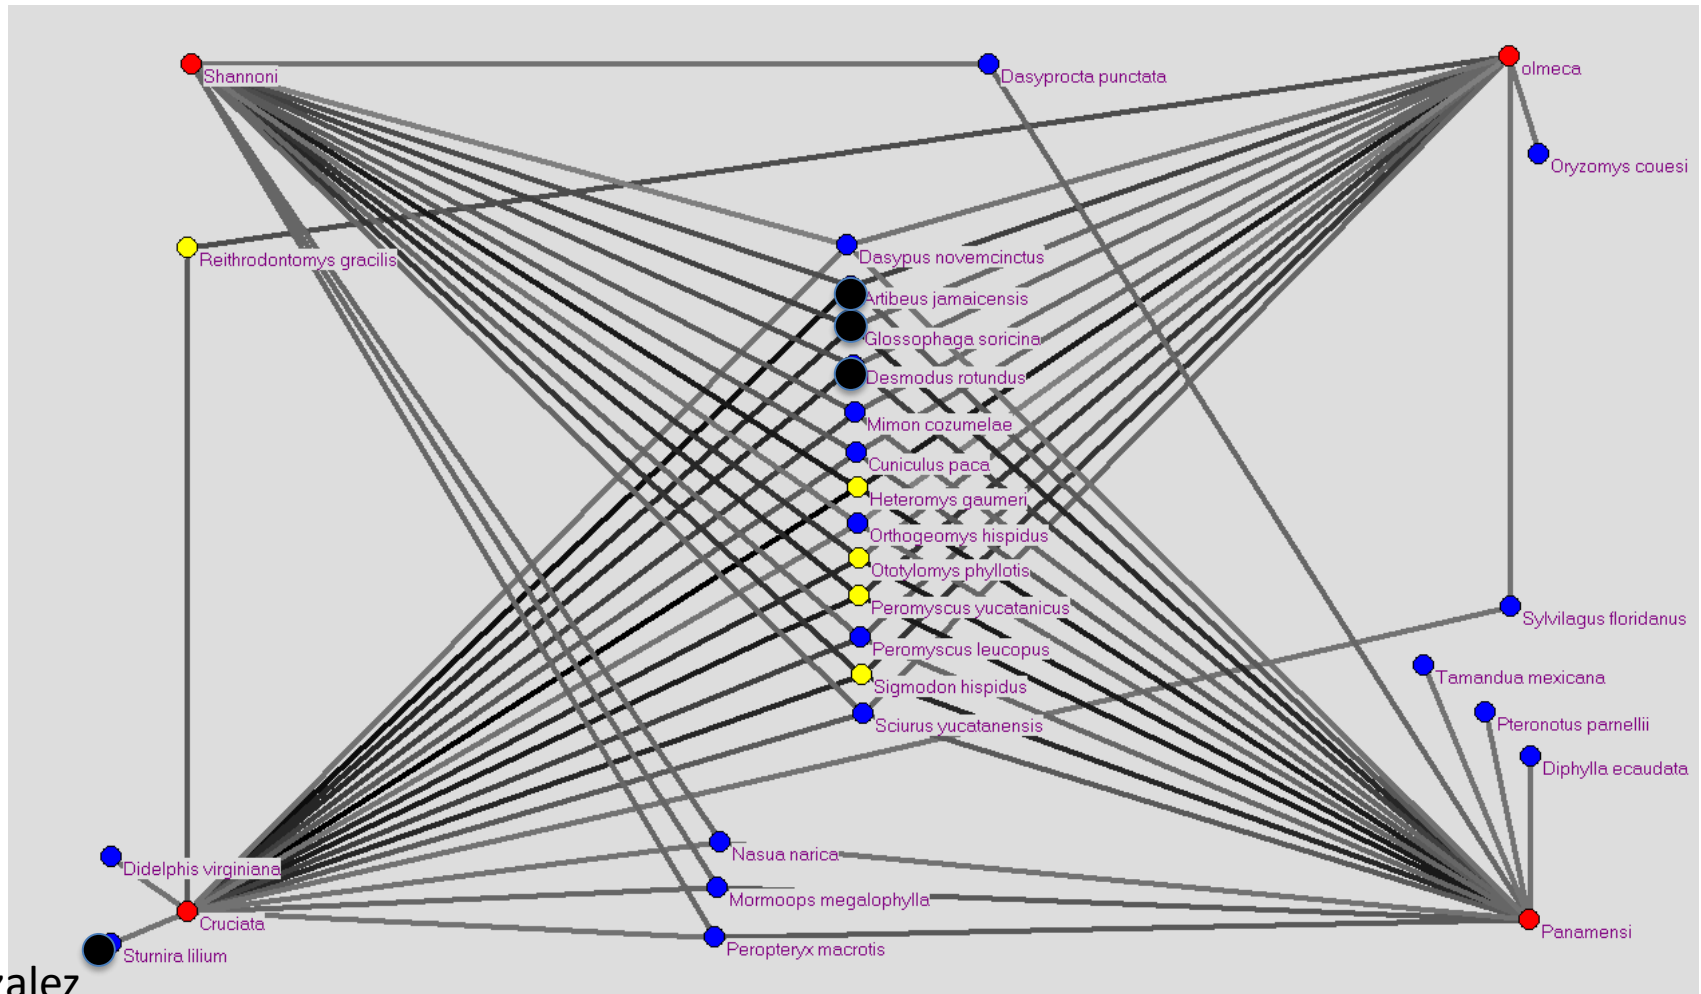 Shannoni
Dasyprocta punctata
olmeca
Oryzomys couesi
Reithrodontomys gracilis
Dasypus novemcinctus
Artibeus jamaicensis
Glossophaga soricina
Desmodus rotundus
Mimon cozumelae
Cuniculus paca
Heteromys gaumeri
Orthogeomys hispidus
Ototylomys phyllotis
Peromyscus yucatanicus
Sylvilagus floridanus
Peromyscus leucopus
Tamandua mexicana
Sigmodon hispidus
Sciurus yucatanensis
Pteronotus parnellii
Diphylla ecaudata
Nasua narica
Didelphis virginiana
Mormoops megalophylla
Cruciata
Panamensi
Peropteryx macrotis
Sturnira lilium
zalez